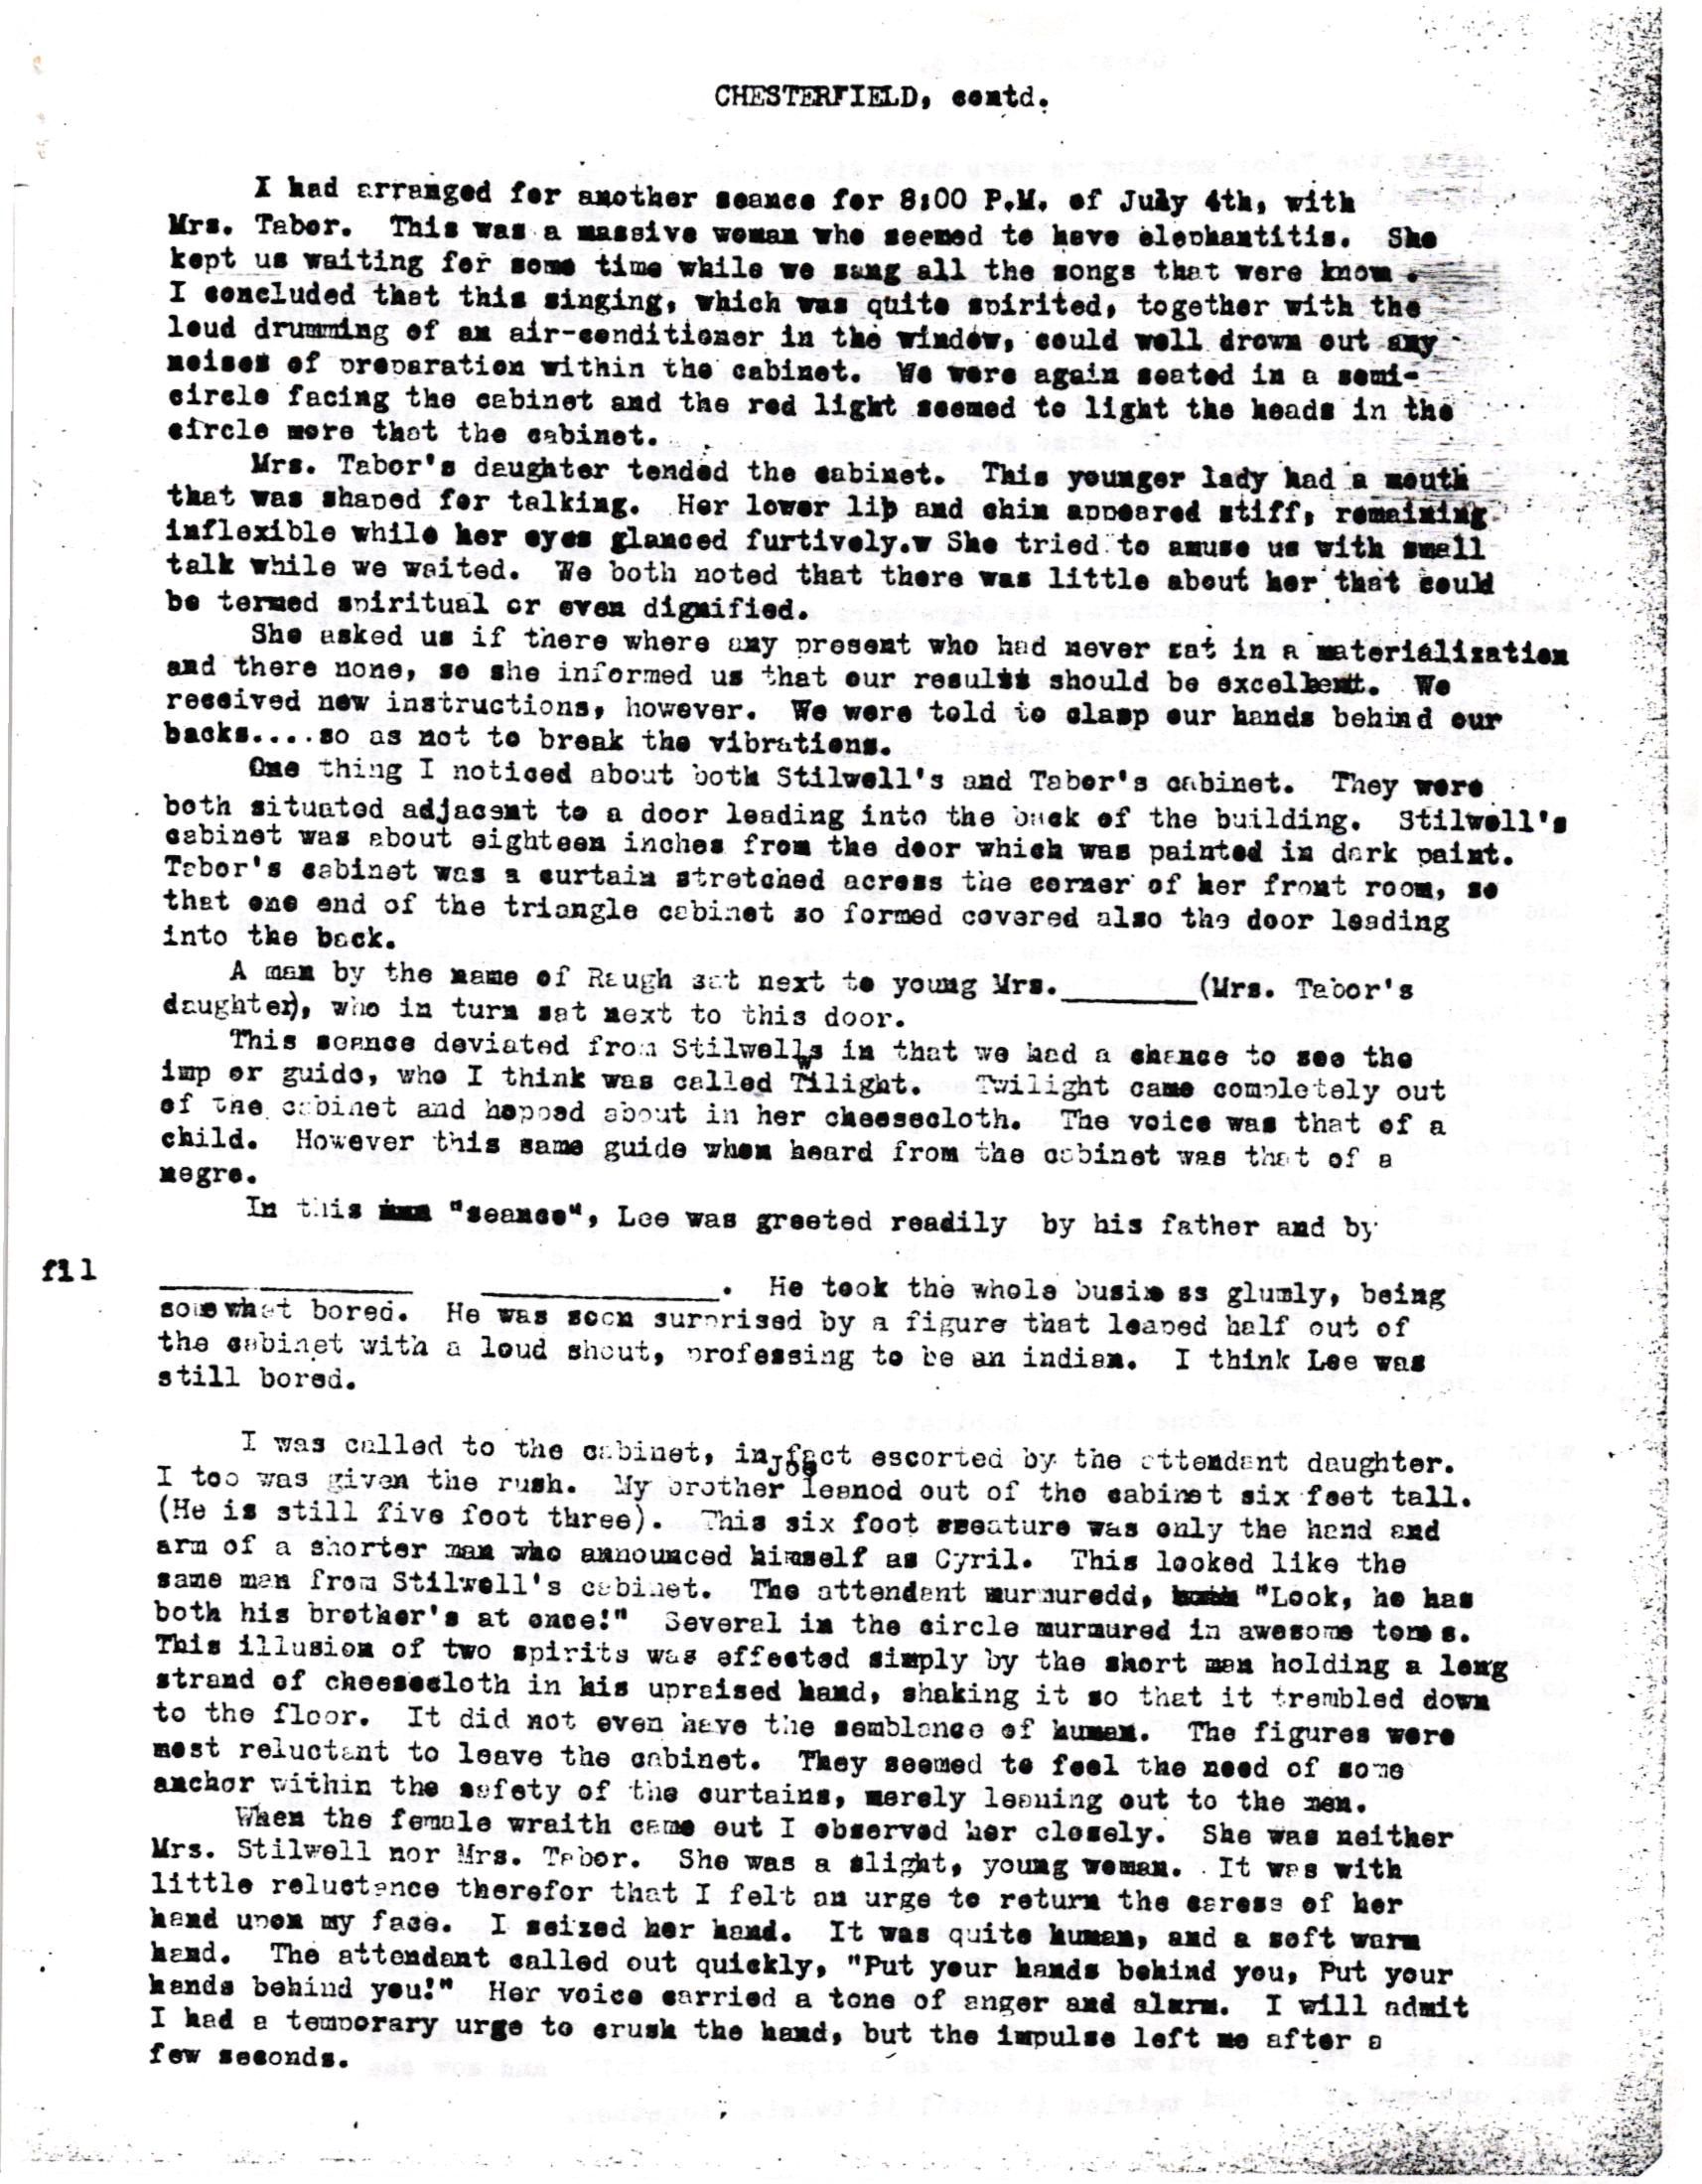 CHESTERFIELD, contd.
I had arranged for another seance for 8:00 P.M. of July 4th, with
Mrs. Tabor. This was a massive woman who seemed to have elephantitis. She
kept us waiting for some time while we sang all the songs that were know .
I concluded that this singing, which was quite spirited, together with the
loud drumming of an air-conditioner in the window, could well drown out any
noises of preparation within the cabinet. We were again seated in a semi-
circle facing the cabinet and the red light seemed to light the heads in the
circle more that the cabinet.
Mrs. Tabor's daughter tended the cabinet. This younger lady had a mouth
that was shaped for talking. Her lower lip and chin appeared stiff, remaining
inflexible while her eyes glanced furtively.w She tried to amuse us with small
talk while we waited. We both noted that there was little about her that could
be termed spiritual or even dignified.
She asked us if there where any present who had never sat in a materialization
and there none, so she informed us that our results should be excellent. We
received new instructions, however. We were told to clasp our hands behind our
backs....so as not to break the vibrations.
One thing I noticed about both Stilwell's and Tabor's cabinet. They were
both situated adjacent to a door leading into the back of the building. Stilwell's
cabinet was about eighteen inches from the door which was painted in dark paint.
Tabor's cabinet was a curtain stretched across the corner of her front room, so
that one end of the triangle cabinet so formed covered also the door leading
into the back.
A man by the name of Raugh sat next to young Mrs.________(Mrs. Tabor's
daughter), who in turn sat next to this door.
This seance deviated from Stilwells in that we had a chance to see the
imp or guide, who I think was called Twilight. Twilight came completely out
of the cabinet and hopped about in her cheesecloth. The voice was that of a
child. However this same guide when heard from the cabinet was that of a
negro.
In this "seance", Lee was greeted readily by his father and by
fil
_______________ ______________. He took the whole busine ss glumly, being
somewhat bored. He was soon surprised by a figure that leaped half out of
the cabinet with a loud shout, professing to be an indian. I think Lee was
still bored.
I was called to the cabinet, in fact escorted by the attendant daughter.
I too was given the rush. My brother Joe leaned out of the cabinet six feet tall.
(He is still five foot three). This six foot creature was only the hand and
arm of a shorter man who announced himself as Cyril. This looked like the
same man from Stilwell's cabinet. The attendant murmuredd, "Look, he has
both his brother's at once!" Several in the circle murmured in awesome tones.
This illusion of two spirits was effected simply by the short man holding a long
strand of cheesecloth in his upraised hand, shaking it so that it trembled down
to the floor. It did not even have the semblance of human. The figures were
most reluctant to leave the cabinet. They seemed to feel the need of some
anchor within the safety of the curtains, merely leaning out to the men.
When the female wraith came out I observed her closely. She was neither
Mrs. Stilwell nor Mrs. Tabor. She was a slight, young woman. It was with
little reluctance therefor that I felt an urge to return the caress of her
hand upon my face. I seized her hand. It was quite human, and a soft warm
hand. The attendant called out quickly, "Put your hands behind you, Put your
hands behind you!" Her voice carried a tone of anger and alarm. I will admit
I had a temporary urge to crush the hand, but the impulse left me after a
few seconds.